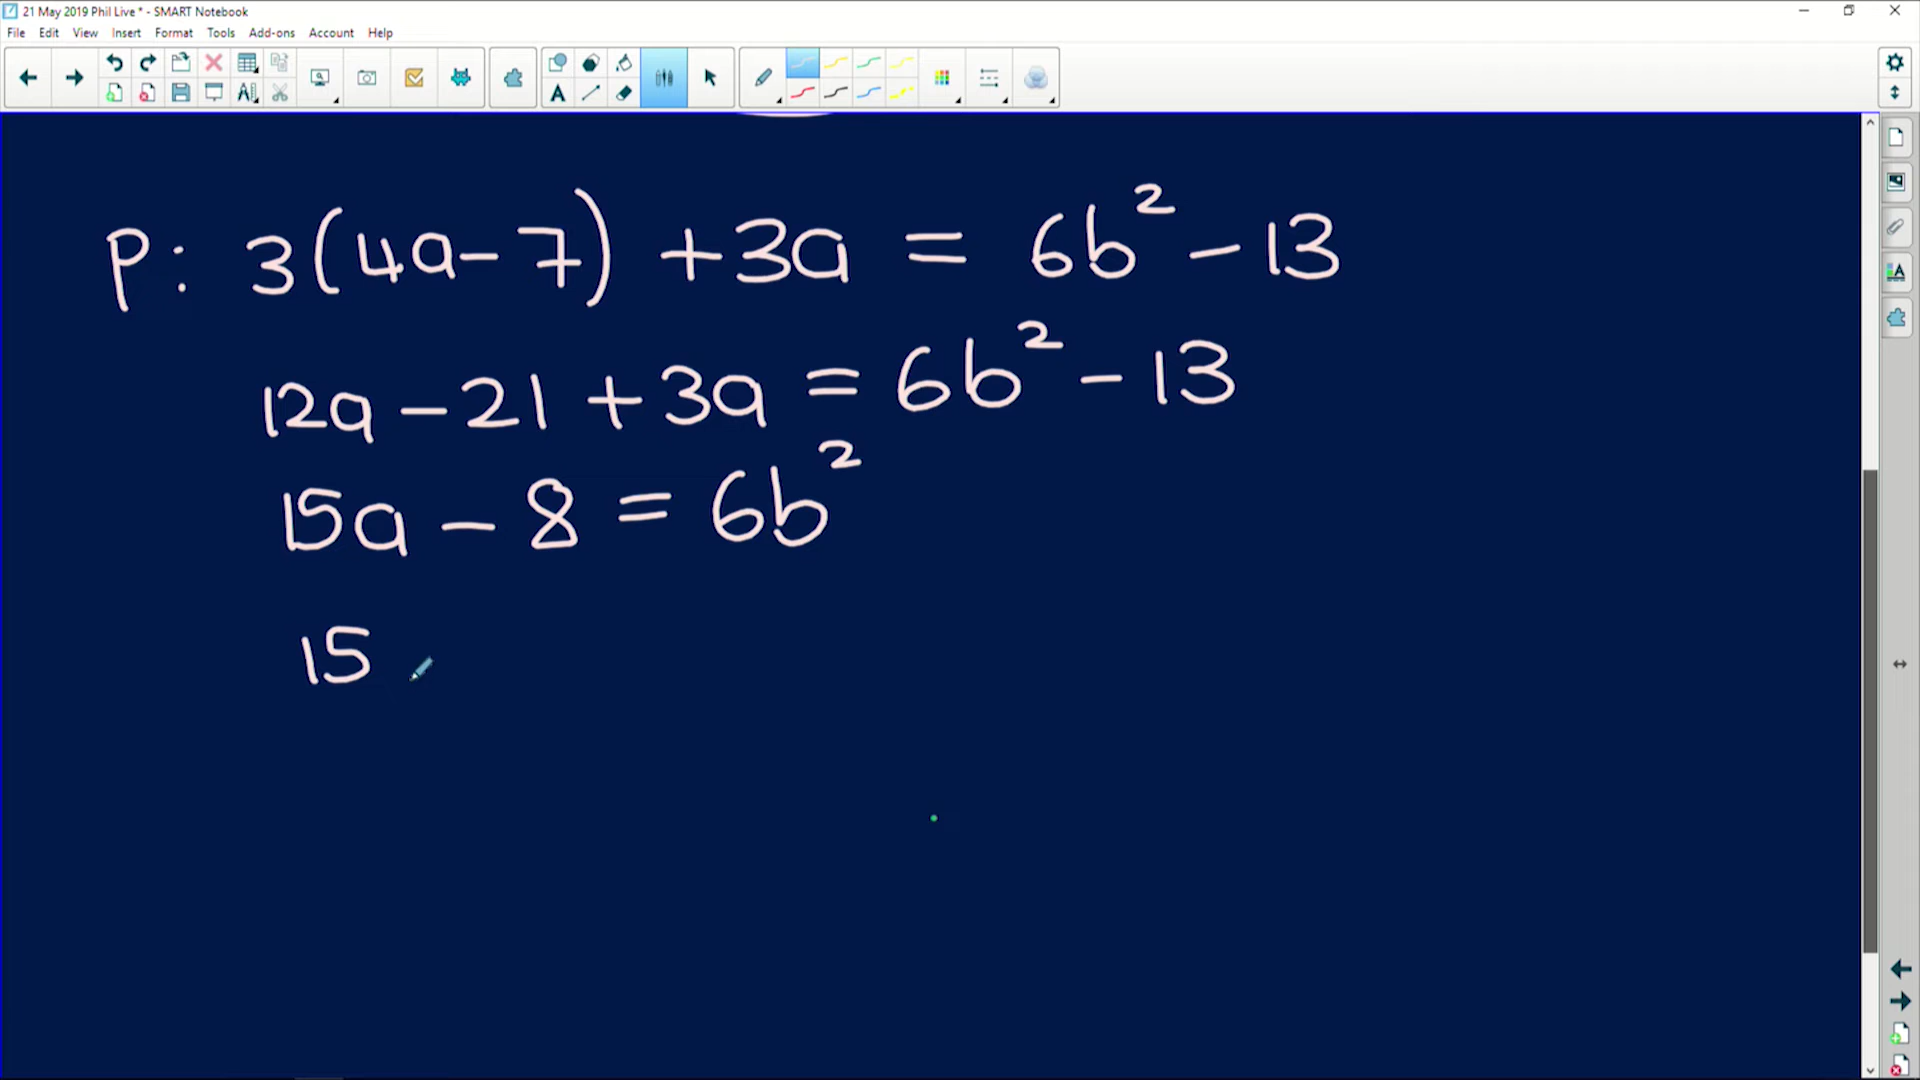 21 May 2019 Phil Live * - SMART Notebook
File Edit View Insert Format Tools Add-ons Account Help
p: 3(4a-7) +3a = 6b² - 13
12a - 21 + 3a = 6b² - 13
15a - 8 = 6b²
15